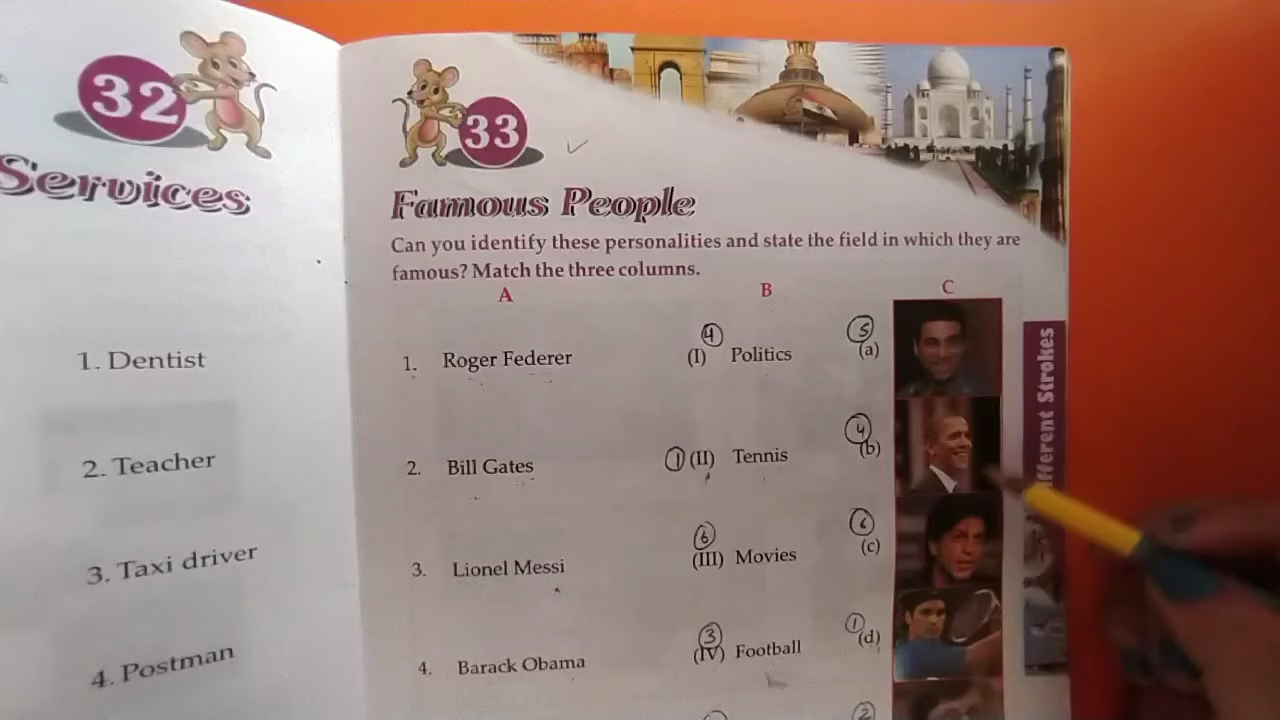 32
Services
1. Dentist
2. Teacher
3. Taxi driver
4. Postman
33
Famous People
Can you identify these personalities and state the field in which they are
famous? Match the three columns.
A B C
1. Roger Federer 4 (I) Politics 5 (a)
2. Bill Gates 1 (II) Tennis 4 (b)
3. Lionel Messi 6 (III) Movies 6 (c)
4. Barack Obama 3 (IV) Football 1 (d)
2
fferent Strokes